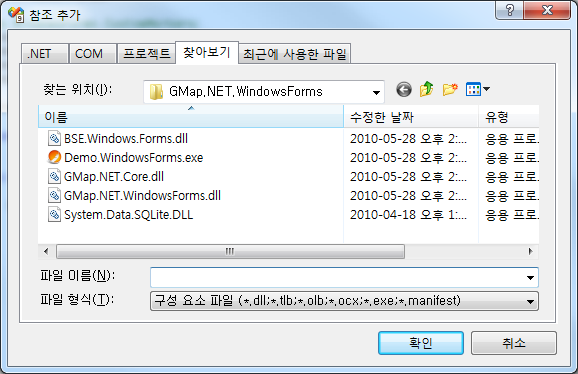 참조 추가
.NET COM 프로젝트 찾아보기 최근에 사용한 파일
찾는 위치(I): GMap.NET.WindowsForms
이름 수정한 날짜 유형
BSE.Windows.Forms.dll 2010-05-28 오후 2:... 응용 프로.
Demo.WindowsForms.exe 2010-05-28 오후 2:... 응용 프로.
GMap.NET.Core.dll 2010-05-28 오후 2:... 응용 프로.
GMap.NET.WindowsForms.dll 2010-05-28 오후 2:... 응용 프로.
System.Data.SQLite.DLL 2010-04-18 오후 1:... 응용 프로.
파일 이름(N):
파일 형식(T): 구성 요소 파일 (*.dll;*.tlb;*.olb;*.ocx;*.exe;*.manifest)
확인 취소